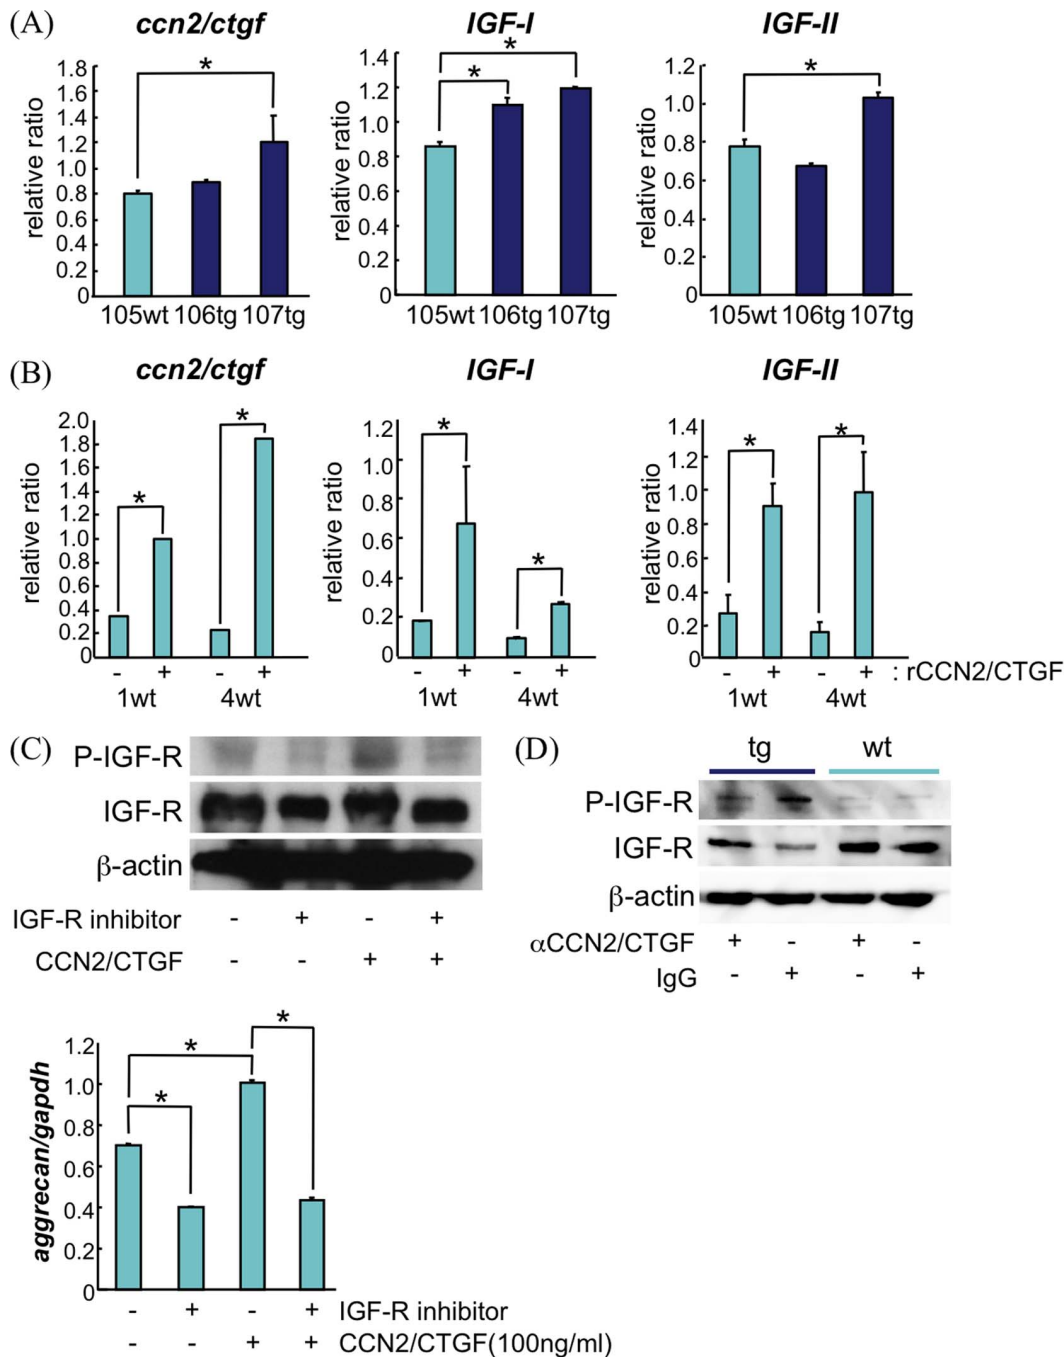 (A)
ccn2/ctgf IGF-I IGF-II
relative ratio
1.8
1.6
1.4
1.2
1.0
0.8
0.6
0.4
0.2
0
*
105wt 106tg 107tg
relative ratio
1.4
1.2
1.0
0.8
0.6
0.4
0.2
0
*
*
105wt 106tg 107tg
relative ratio
1.2
1.0
0.8
0.6
0.4
0.2
0
*
105wt 106tg 107tg
(B)
ccn2/ctgf IGF-I IGF-II
relative ratio
2.0
1.8
1.6
1.4
1.2
1.0
0.8
0.6
0.4
0.2
0
*
*
- + - +
1wt 4wt
relative ratio
1.2
1.0
0.8
0.6
0.4
0.2
0
*
*
- + - +
1wt 4wt
relative ratio
1.4
1.2
1.0
0.8
0.6
0.4
0.2
0
*
*
- + - + : rCCN2/CTGF
1wt 4wt
(C)
P-IGF-R
IGF-R
β-actin
IGF-R inhibitor - + - +
CCN2/CTGF - - + +
aggrecan/gapdh
1.2
1.0
0.8
0.6
0.4
0.2
0
*
*
*
- + - + IGF-R inhibitor
- - + + CCN2/CTGF(100ng/ml)
(D)
tg wt
P-IGF-R
IGF-R
β-actin
αCCN2/CTGF + - + -
IgG - + - +